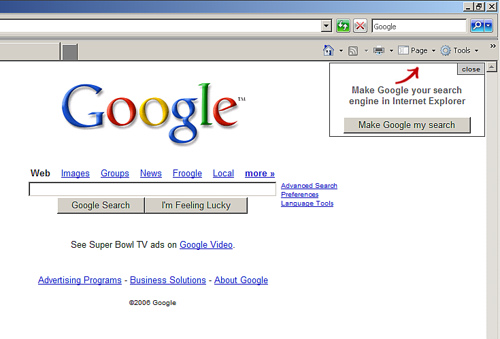 Google
Page
Tools
»
close
Make Google your search
engine in Internet Explorer
Make Google my search
Google™
Web Images Groups News Froogle Local more »
Advanced Search
Preferences
Language Tools
Google Search I'm Feeling Lucky
See Super Bowl TV ads on Google Video.
Advertising Programs - Business Solutions - About Google
©2006 Google